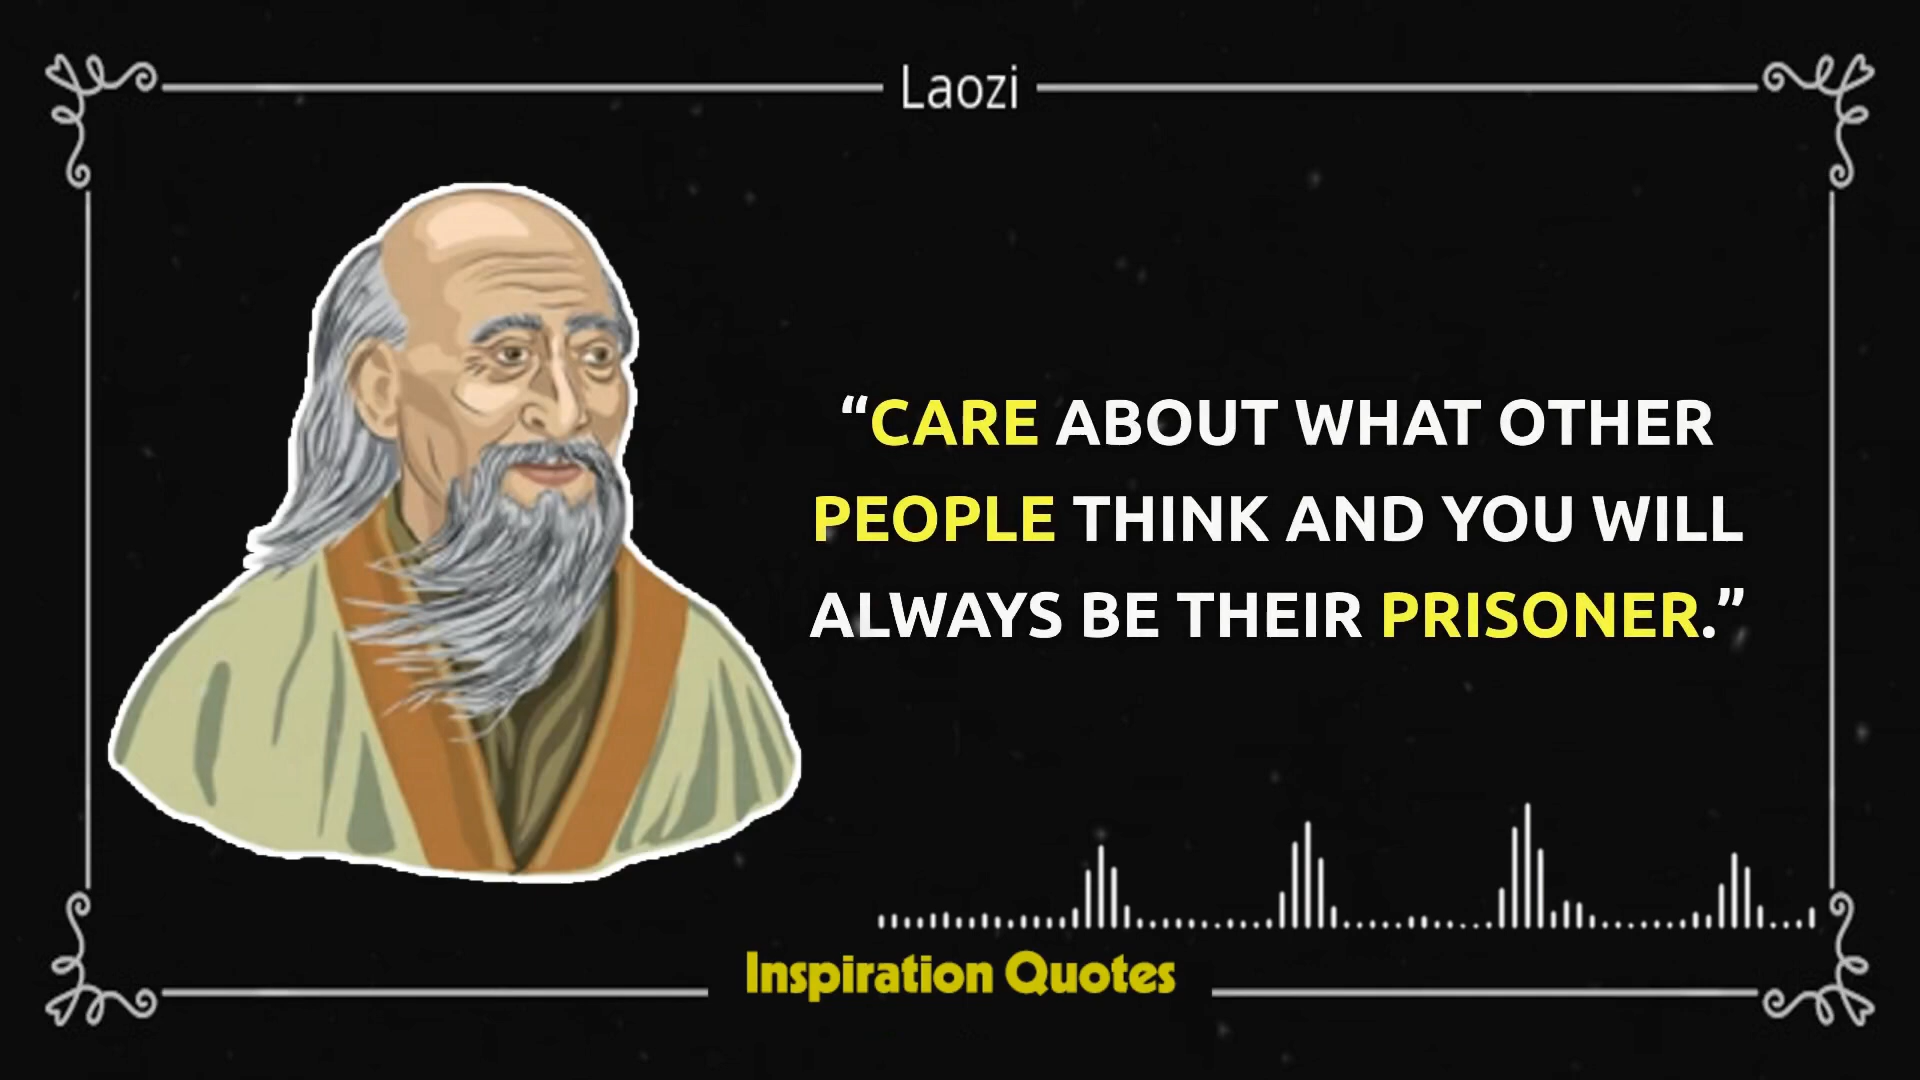 Laozi
“CARE ABOUT WHAT OTHER
PEOPLE THINK AND YOU WILL
ALWAYS BE THEIR PRISONER.”
Inspiration Quotes